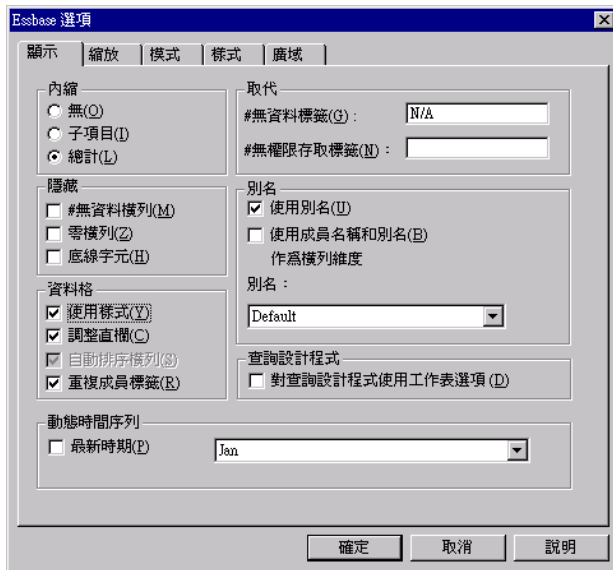 Essbase 選項
顯示
縮放
模式
樣式
廣域
內縮
無(O)
子項目(I)
總計(L)
取代
#無資料標籤(G) :
N/A
#無權限存取標籤(N) :
隱藏
#無資料橫列(M)
零橫列(Z)
底線字元(H)
別名
使用別名(U)
使用成員名稱和別名(B)
作為橫列維度
別名 :
Default
資料格
使用樣式(Y)
調整直欄(C)
自動排序橫列(S)
重複成員標籤(R)
查詢設計程式
對查詢設計程式使用工作表選項 (D)
動態時間序列
最新時期(P)
Jan
確定
取消
說明